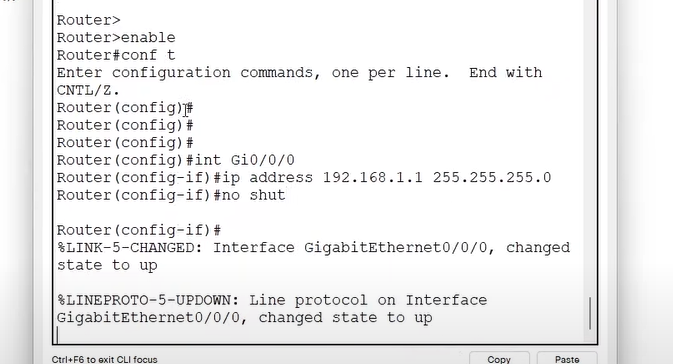 Router>
Router>enable
Router#conf t
Enter configuration commands, one per line.  End with
CNTL/Z.
Router(config)#
Router(config)#
Router(config)#
Router(config)#int Gi0/0/0
Router(config-if)#ip address 192.168.1.1 255.255.255.0
Router(config-if)#no shut
Router(config-if)#
%LINK-5-CHANGED: Interface GigabitEthernet0/0/0, changed
state to up
%LINEPROTO-5-UPDOWN: Line protocol on Interface
GigabitEthernet0/0/0, changed state to up
Ctrl+F6 to exit CLI focus
Copy
Paste